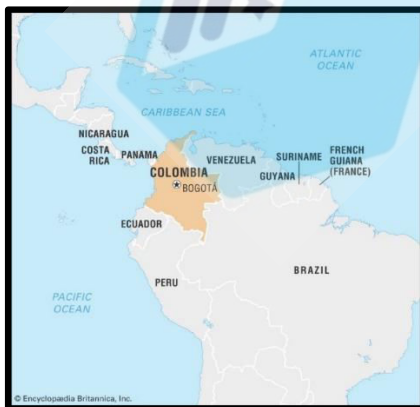 ATLANTIC
OCEAN
CARIBBEAN SEA
NICARAGUA
COSTA
RICA
PANAMA
VENEZUELA
SURINAME
FRENCH
GUIANA
(FRANCE)
GUYANA
COLOMBIA
BOGOTÁ
ECUADOR
BRAZIL
PERU
PACIFIC
OCEAN
© Encyclopædia Britannica, Inc.